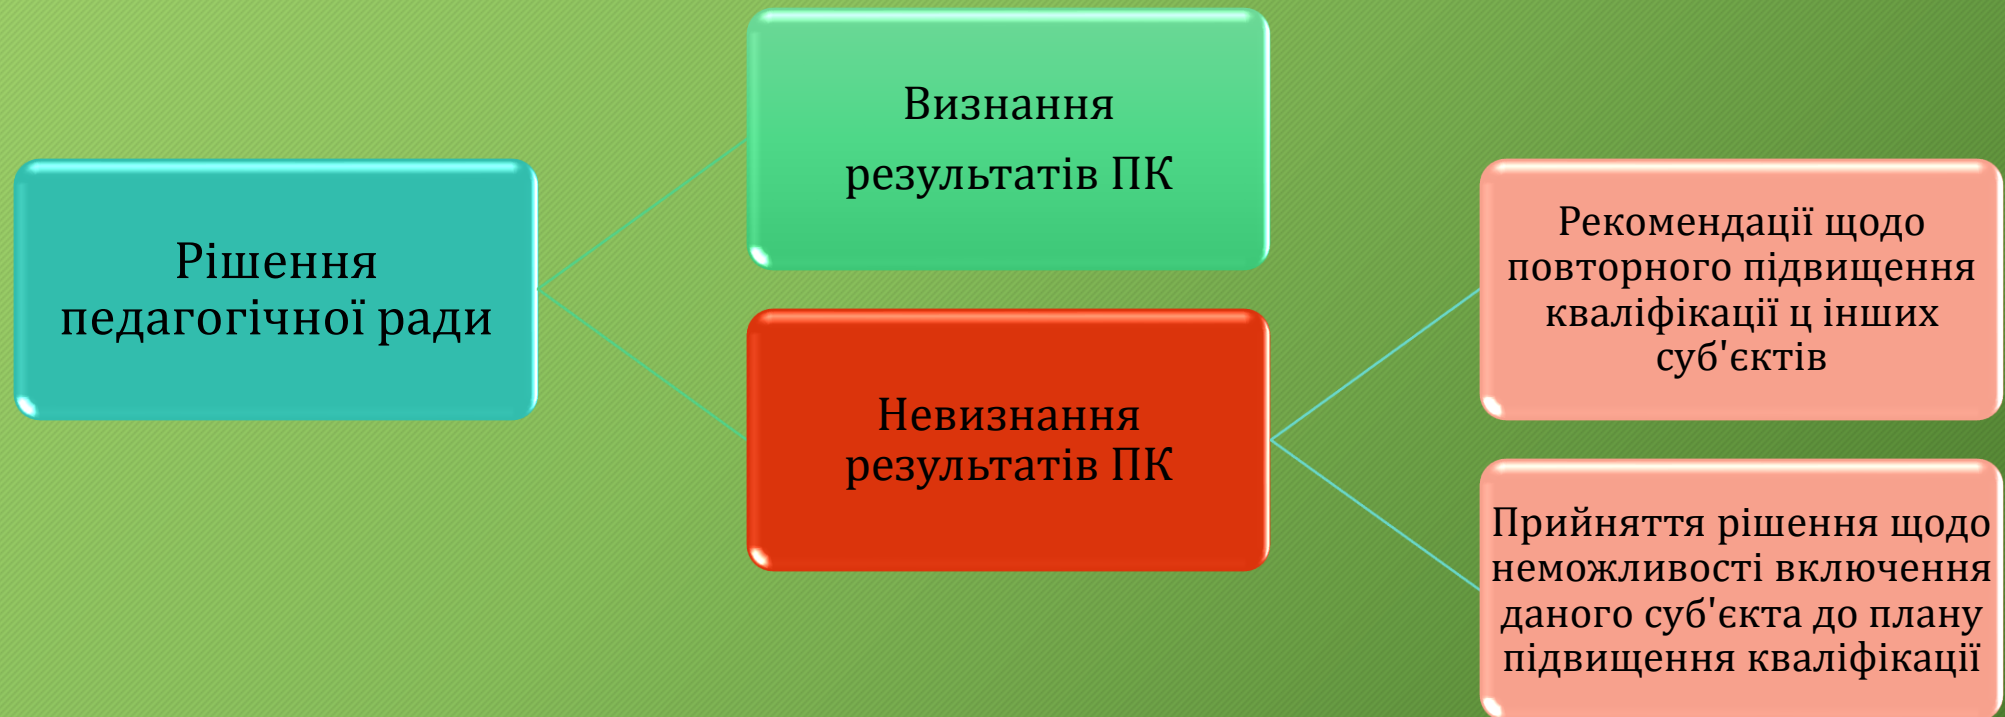 Рішення
педагогічної ради
Визнання
результатів ПК
Невизнання
результатів ПК
Рекомендації щодо
повторного підвищення
кваліфікації ц інших
суб'єктів
Прийняття рішення щодо
неможливості включення
даного суб'єкта до плану
підвищення кваліфікації